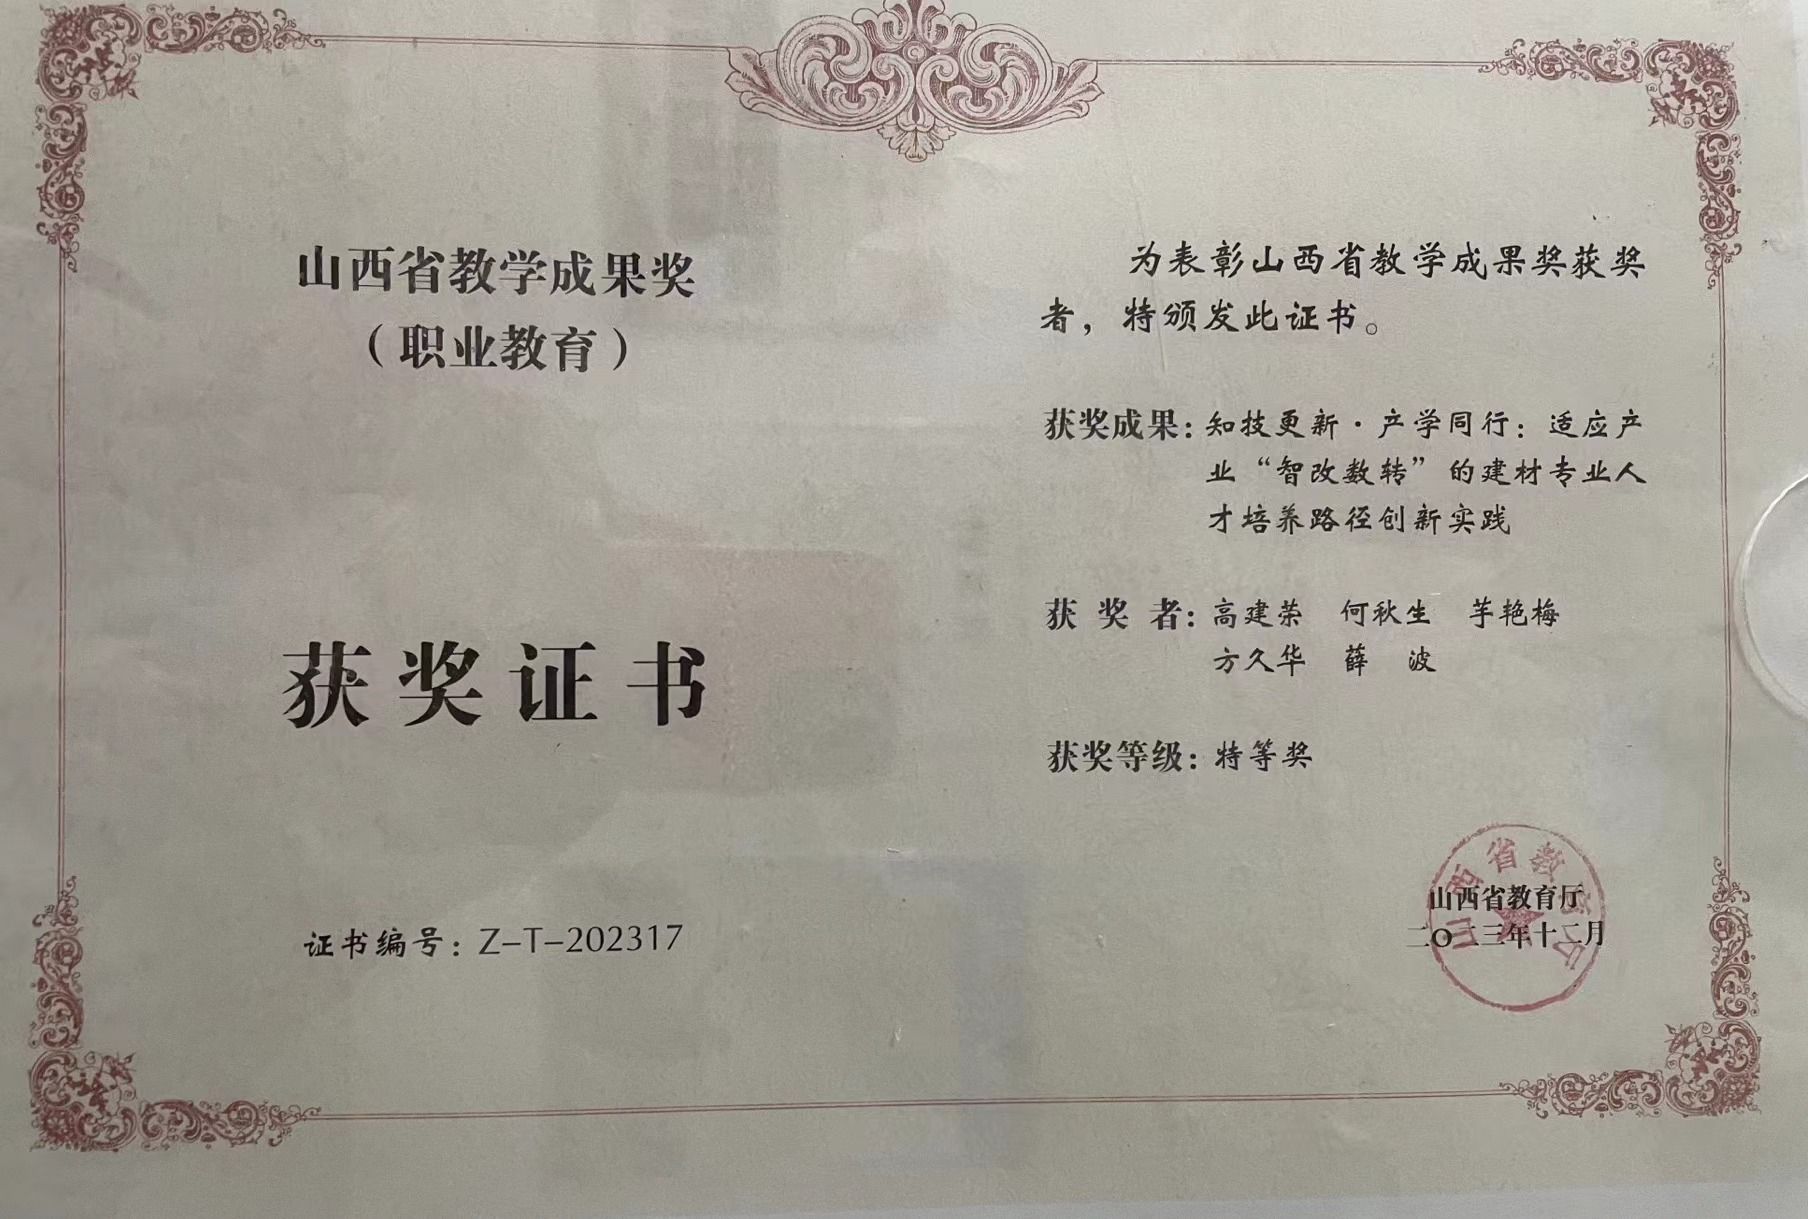 山西省教学成果奖
（职业教育）
获奖证书
证书编号：Z-T-202317
为表彰山西省教学成果奖获奖
者，特颁发此证书。
获奖成果：知技更新·产学同行：适应产
业“智改数转”的建材专业人
才培养路径创新实践
获奖者：高建荣 何秋生 芋艳梅
方久华 薛波
获奖等级：特等奖
山西省教育厅
二〇二三年十二月
山西省教育厅